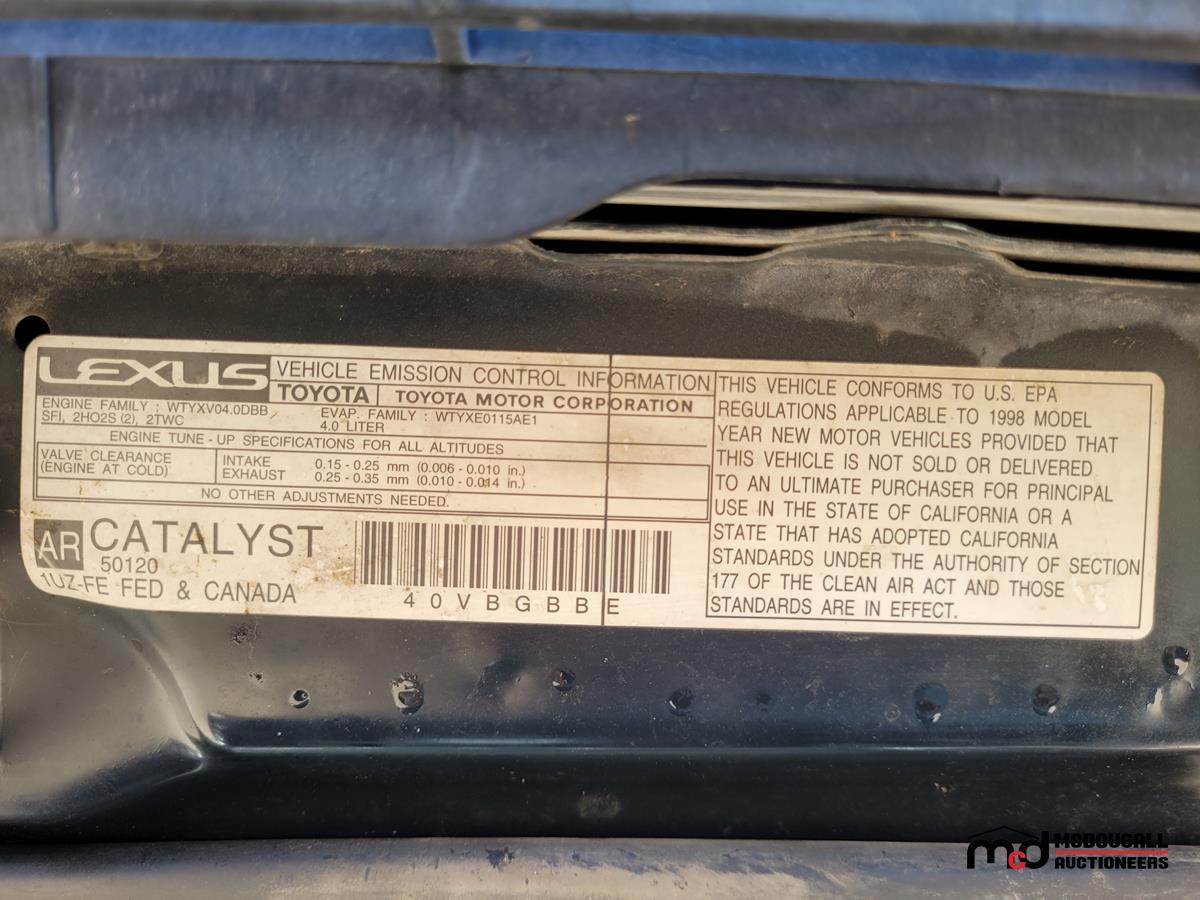 LEXUS
VEHICLE EMISSION CONTROL INFORMATION
TOYOTA TOYOTA MOTOR CORPORATION
ENGINE FAMILY : WTYXV04.0DBB EVAP. FAMILY : WTYXE0115AE1
SFI, 2HO2S (2), 2TWC 4.0 LITER
ENGINE TUNE - UP SPECIFICATIONS FOR ALL ALTITUDES
VALVE CLEARANCE INTAKE 0.15 - 0.25 mm (0.006 - 0.010 in.)
(ENGINE AT COLD) EXHAUST 0.25 - 0.35 mm (0.010 - 0.014 in.)
NO OTHER ADJUSTMENTS NEEDED.
AR CATALYST
50120
1UZ-FE FED & CANADA
40VBGBBE
THIS VEHICLE CONFORMS TO U.S. EPA
REGULATIONS APPLICABLE TO 1998 MODEL
YEAR NEW MOTOR VEHICLES PROVIDED THAT
THIS VEHICLE IS NOT SOLD OR DELIVERED
TO AN ULTIMATE PURCHASER FOR PRINCIPAL
USE IN THE STATE OF CALIFORNIA OR A
STATE THAT HAS ADOPTED CALIFORNIA
STANDARDS UNDER THE AUTHORITY OF SECTION
177 OF THE CLEAN AIR ACT AND THOSE
STANDARDS ARE IN EFFECT.
mcd MCDOUGALL
AUCTIONEERS